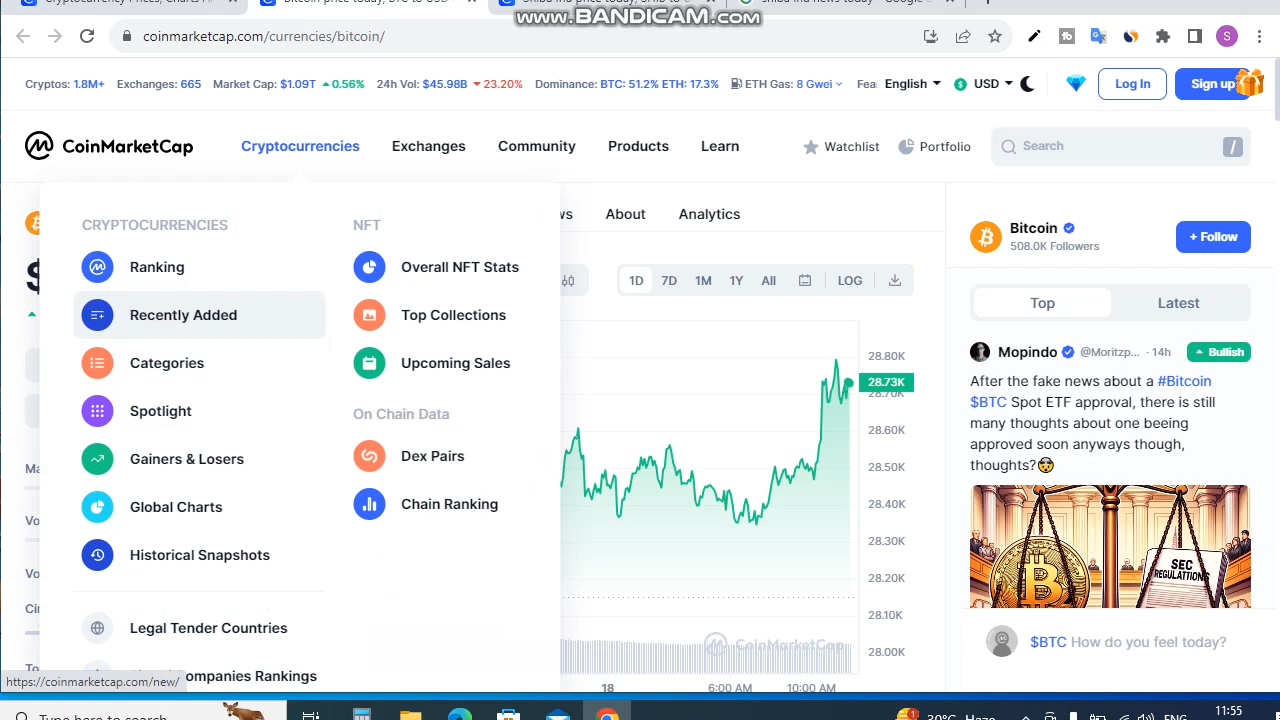 www.BANDICAM.com
coinmarketcap.com/currencies/bitcoin/
Cryptos: 1.8M+ Exchanges: 665 Market Cap: $1.09T 0.56% 24h Vol: $45.98B 23.20% Dominance: BTC: 51.2% ETH: 17.3% ETH Gas: 8 Gwei Fea English USD Log In Sign up
CoinMarketCap Cryptocurrencies Exchanges Community Products Learn Watchlist Portfolio Search /
About Analytics
CRYPTOCURRENCIES
Ranking
Recently Added
Categories
Spotlight
Gainers & Losers
Global Charts
Historical Snapshots
Legal Tender Countries
ompanies Rankings
NFT
Overall NFT Stats
Top Collections
Upcoming Sales
On Chain Data
Dex Pairs
Chain Ranking
1D 7D 1M 1Y All LOG
28.80K
28.73K
28.70K
28.60K
28.50K
28.40K
28.30K
28.20K
28.10K
28.00K
CoinMarketCap
18 6:00 AM 10:00 AM
Bitcoin
508.0K Followers
+ Follow
Top Latest
Mopindo @Moritzp... · 14h Bullish
After the fake news about a #Bitcoin
$BTC Spot ETF approval, there is still
many thoughts about one beeing
approved soon anyways though,
thoughts?
SEC
REGULATIONS
$BTC How do you feel today?
https://coinmarketcap.com/new/
30°C Haze ENG 11:55